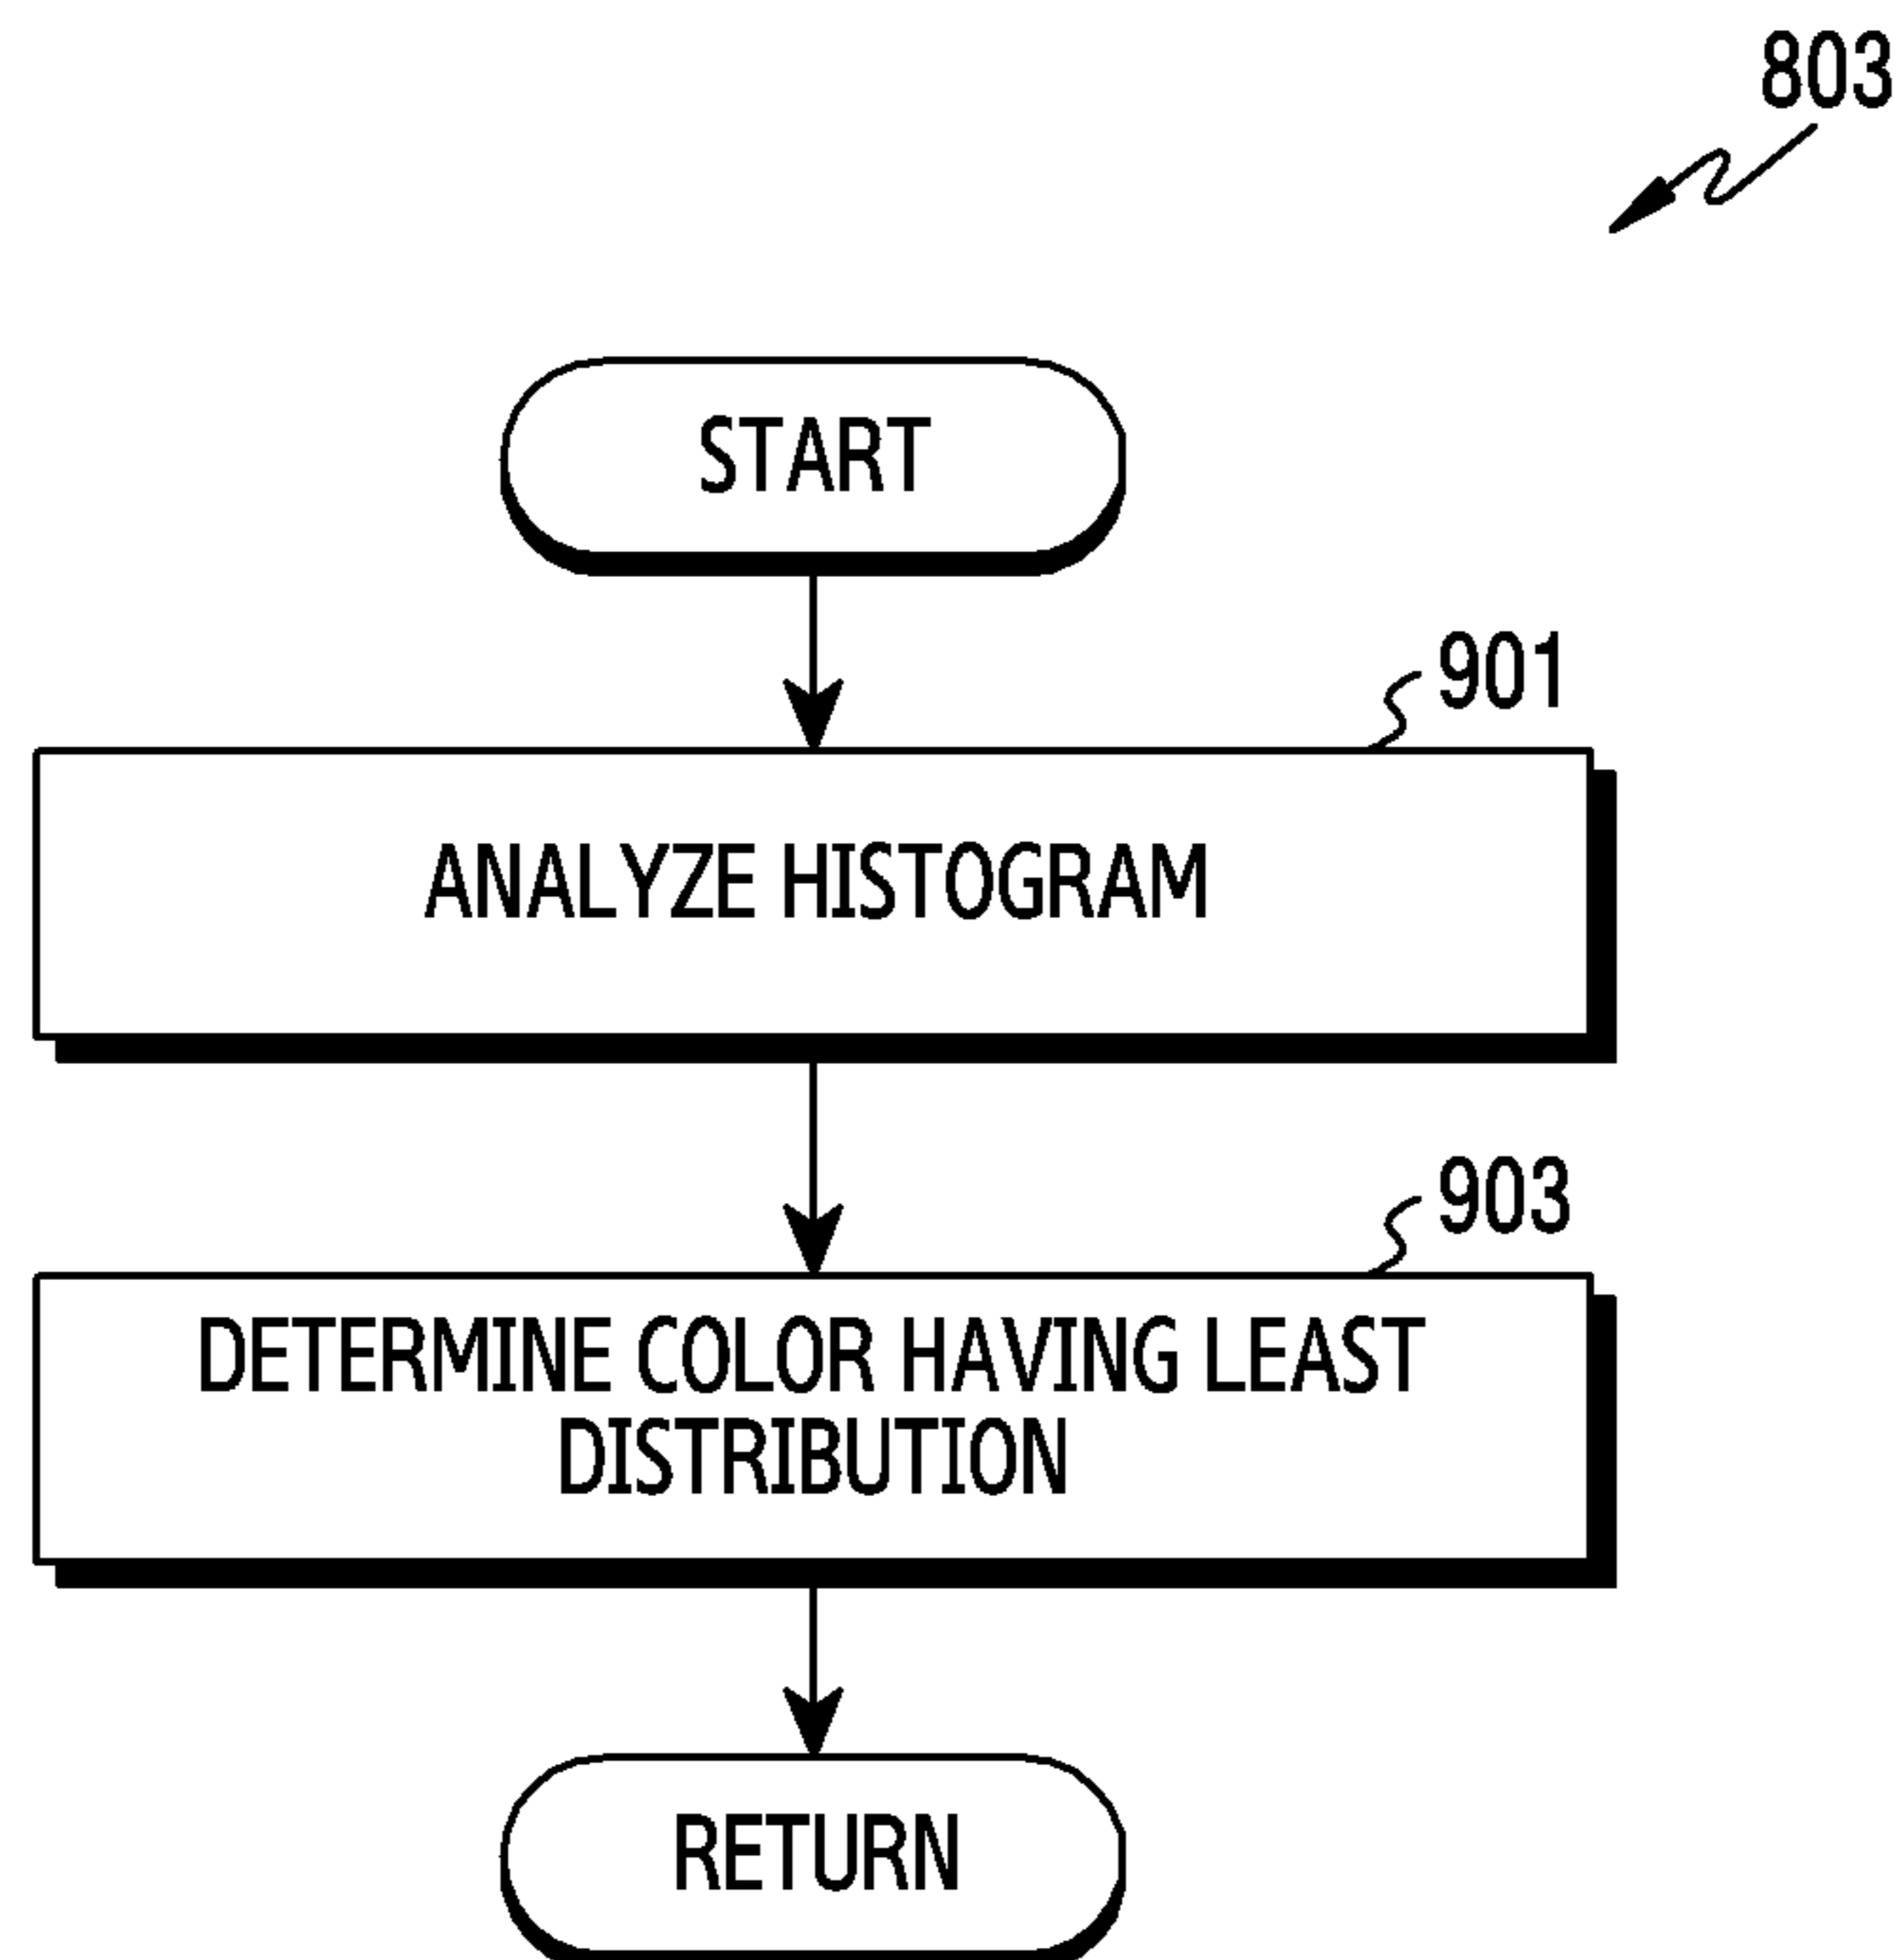 803
START
901
ANALYZE HISTOGRAM
903
DETERMINE COLOR HAVING LEAST
DISTRIBUTION
RETURN